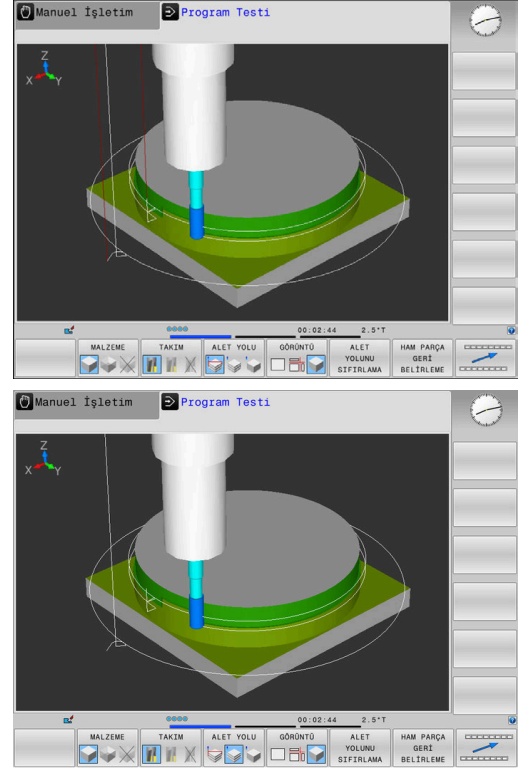 Manuel İşletim
Program Testi
Z
X
Y
00:02:44
2.5*T
MALZEME
TAKIM
ALET YOLU
GÖRÜNTÜ
ALET
YOLUNU
SIFIRLAMA
HAM PARÇA
GERİ
BELİRLEME
Manuel İşletim
Program Testi
Z
X
Y
00:02:44
2.5*T
MALZEME
TAKIM
ALET YOLU
GÖRÜNTÜ
ALET
YOLUNU
SIFIRLAMA
HAM PARÇA
GERİ
BELİRLEME